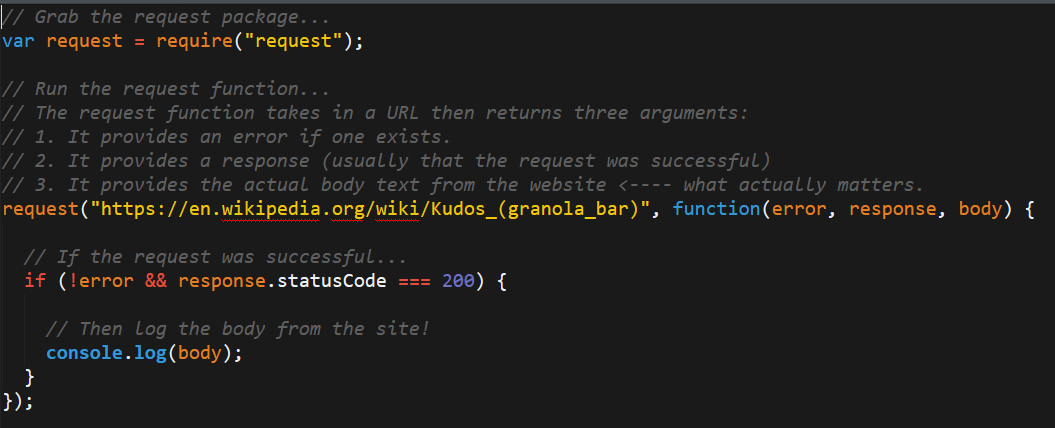 // Grab the request package...
var request = require("request");
// Run the request function...
// The request function takes in a URL then returns three arguments:
// 1. It provides an error if one exists.
// 2. It provides a response (usually that the request was successful)
// 3. It provides the actual body text from the website <---- what actually matters.
request("https://en.wikipedia.org/wiki/Kudos_(granola_bar)", function(error, response, body) {
// If the request was successful...
if (!error && response.statusCode === 200) {
// Then log the body from the site!
console.log(body);
}
});